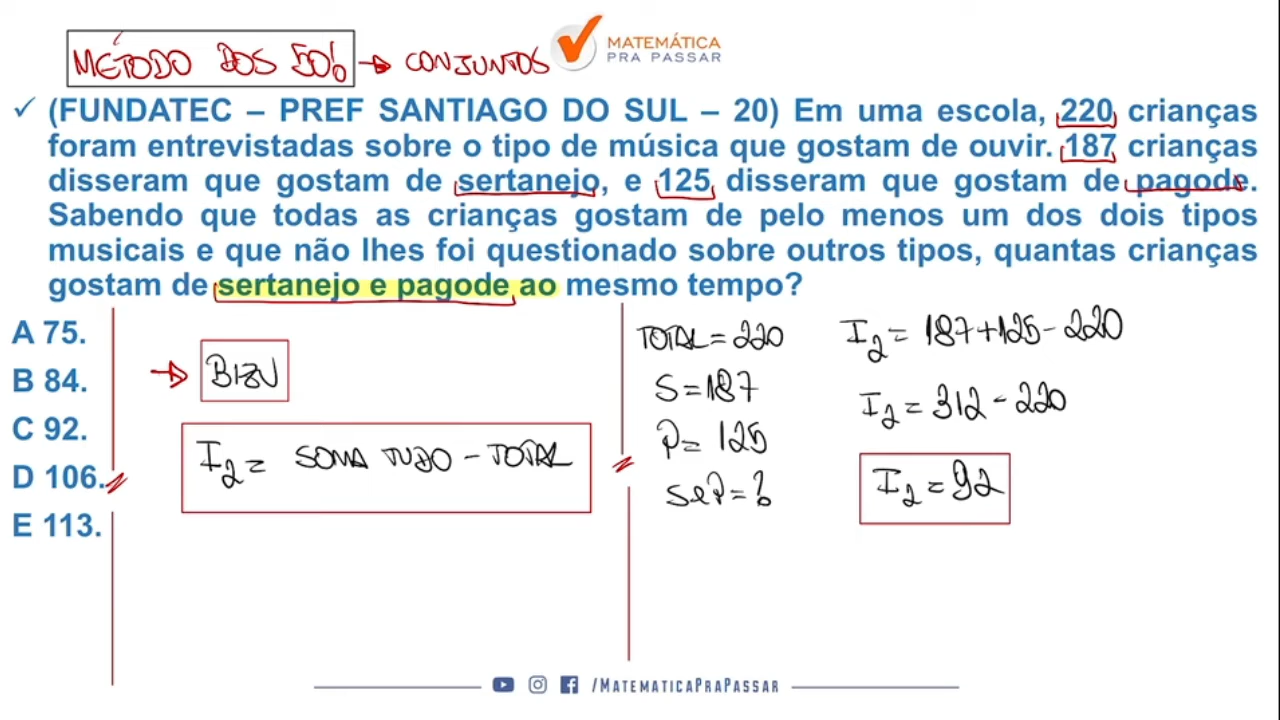 MÉTODO DOS 50% → CONJUNTOS
MATEMÁTICA
PRA PASSAR
✓ (FUNDATEC – PREF SANTIAGO DO SUL – 20) Em uma escola, 220 crianças
foram entrevistadas sobre o tipo de música que gostam de ouvir. 187 crianças
disseram que gostam de sertanejo, e 125 disseram que gostam de pagode.
Sabendo que todas as crianças gostam de pelo menos um dos dois tipos
musicais e que não lhes foi questionado sobre outros tipos, quantas crianças
gostam de sertanejo e pagode ao mesmo tempo?
A 75.
B 84.
C 92.
D 106.
E 113.
→ BIZU
I₂ = SOMA TUDO - TOTAL
TOTAL = 220
S = 187
P = 125
S e P = ?
I₂ = 187 + 125 - 220
I₂ = 312 - 220
I₂ = 92
/MATEMATICAPRAPASSAR